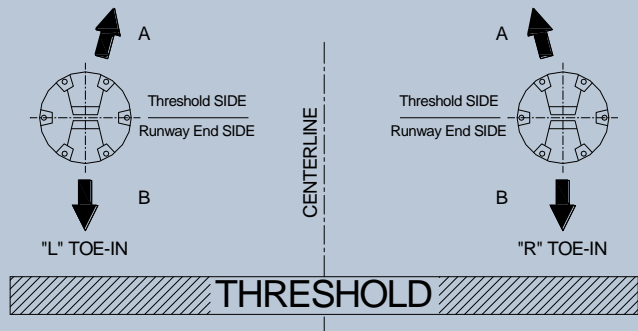 A
A
Threshold SIDE
Runway End SIDE
Threshold SIDE
Runway End SIDE
CENTERLINE
B
B
"L" TOE-IN
"R" TOE-IN
THRESHOLD